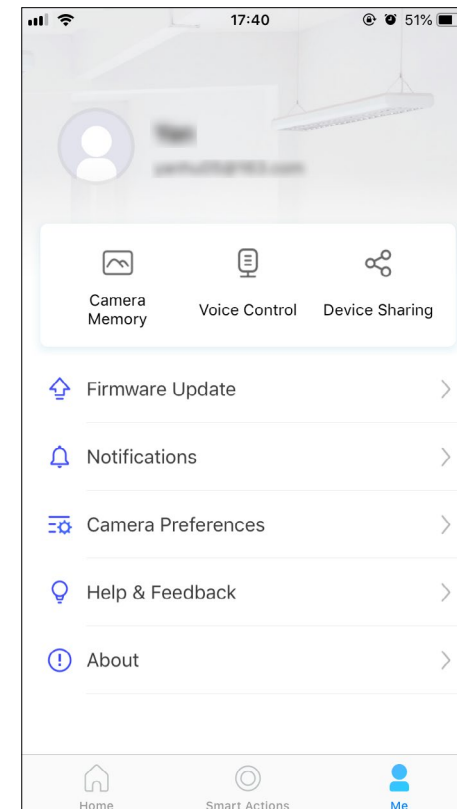 17:40
51%
Camera
Memory
Voice Control
Device Sharing
Firmware Update
Notifications
Camera Preferences
Help & Feedback
About
Home
Smart Actions
Me